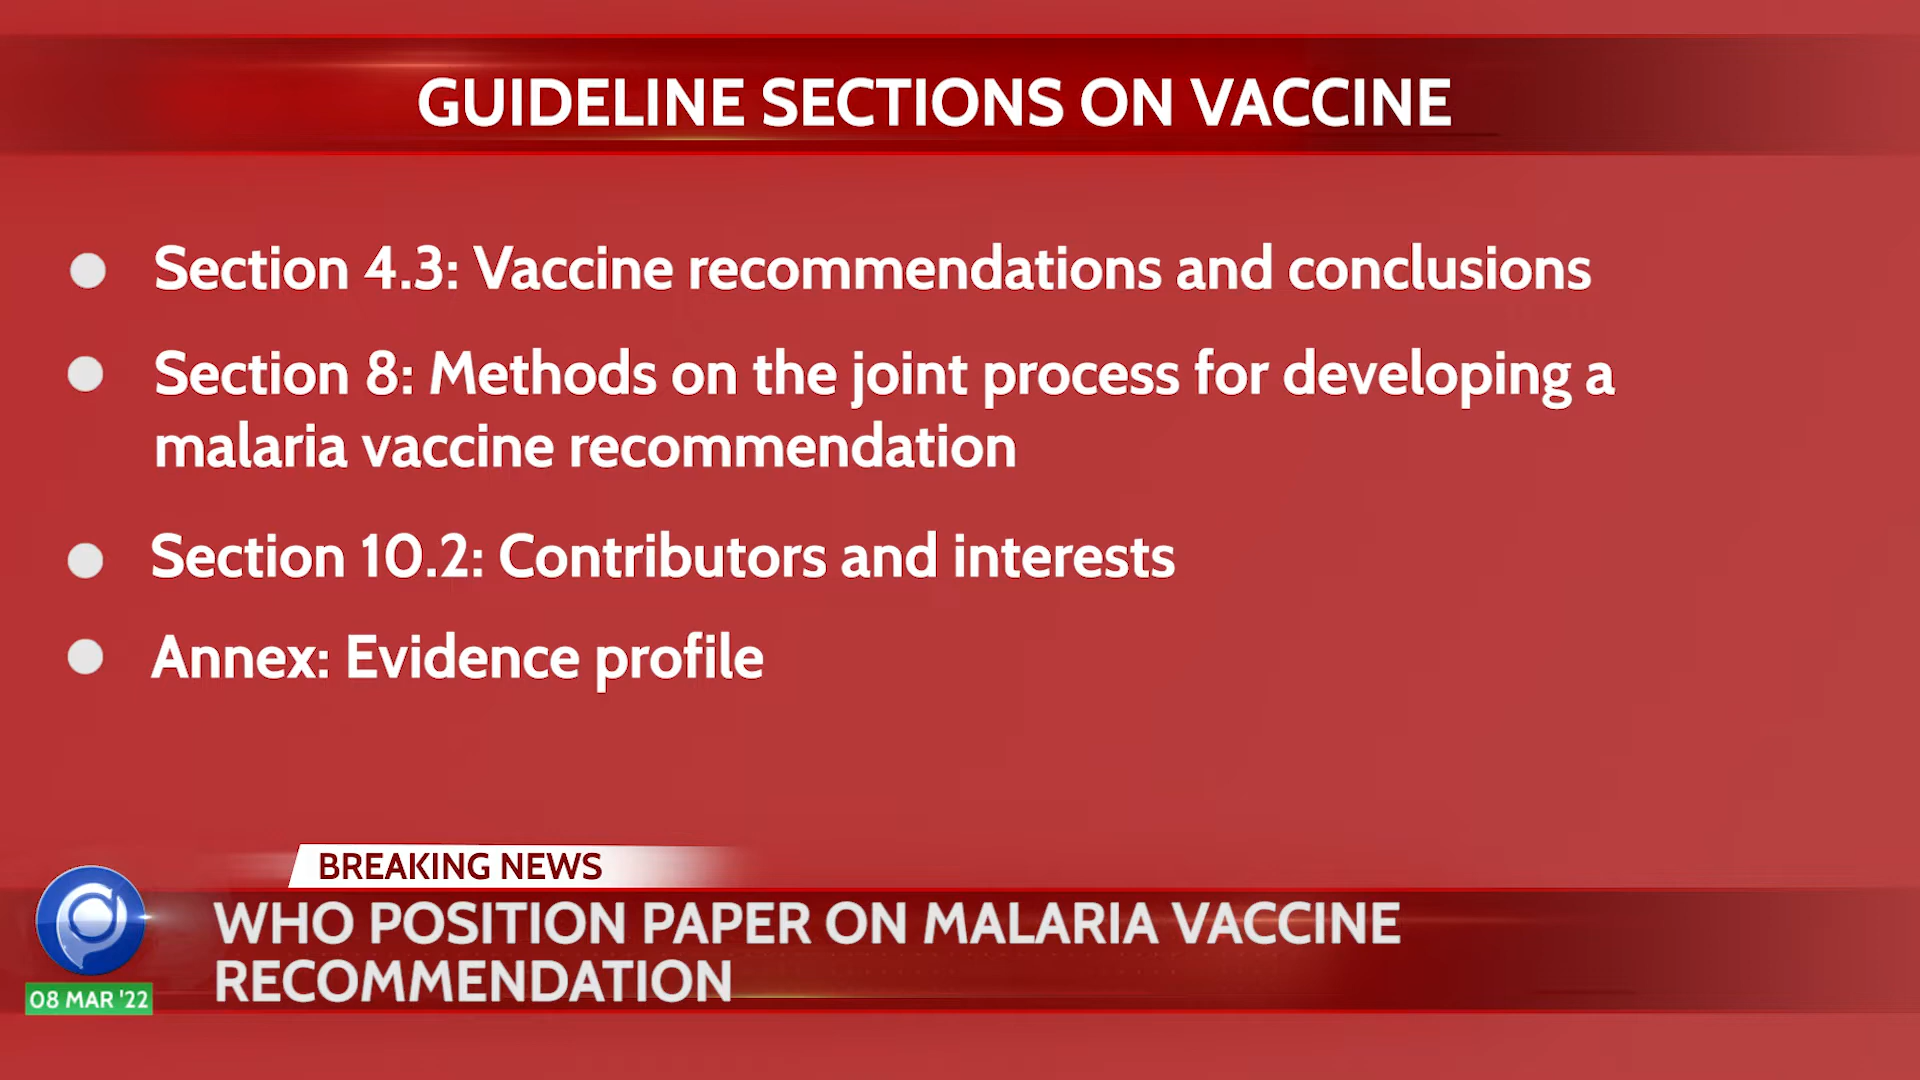 GUIDELINE SECTIONS ON VACCINE
Section 4.3: Vaccine recommendations and conclusions
Section 8: Methods on the joint process for developing a
malaria vaccine recommendation
Section 10.2: Contributors and interests
Annex: Evidence profile
BREAKING NEWS
WHO POSITION PAPER ON MALARIA VACCINE
RECOMMENDATION
08 MAR '22